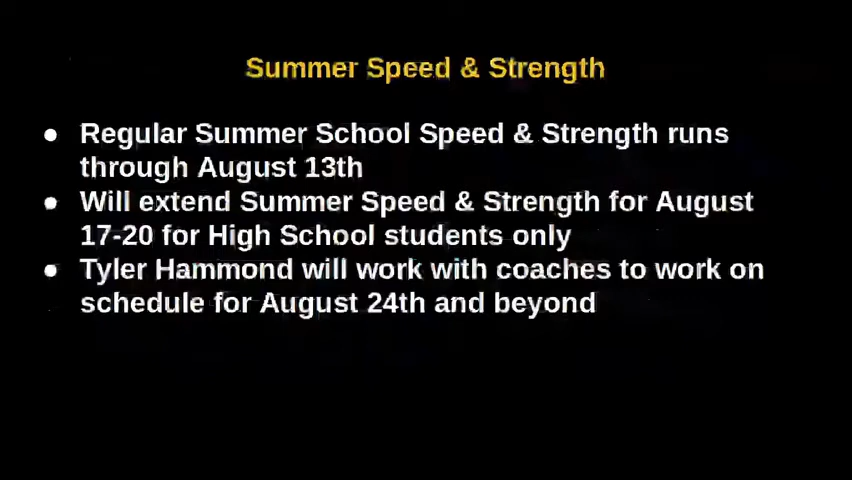 Summer Speed & Strength
● Regular Summer School Speed & Strength runs
through August 13th
● Will extend Summer Speed & Strength for August
17-20 for High School students only
● Tyler Hammond will work with coaches to work on
schedule for August 24th and beyond